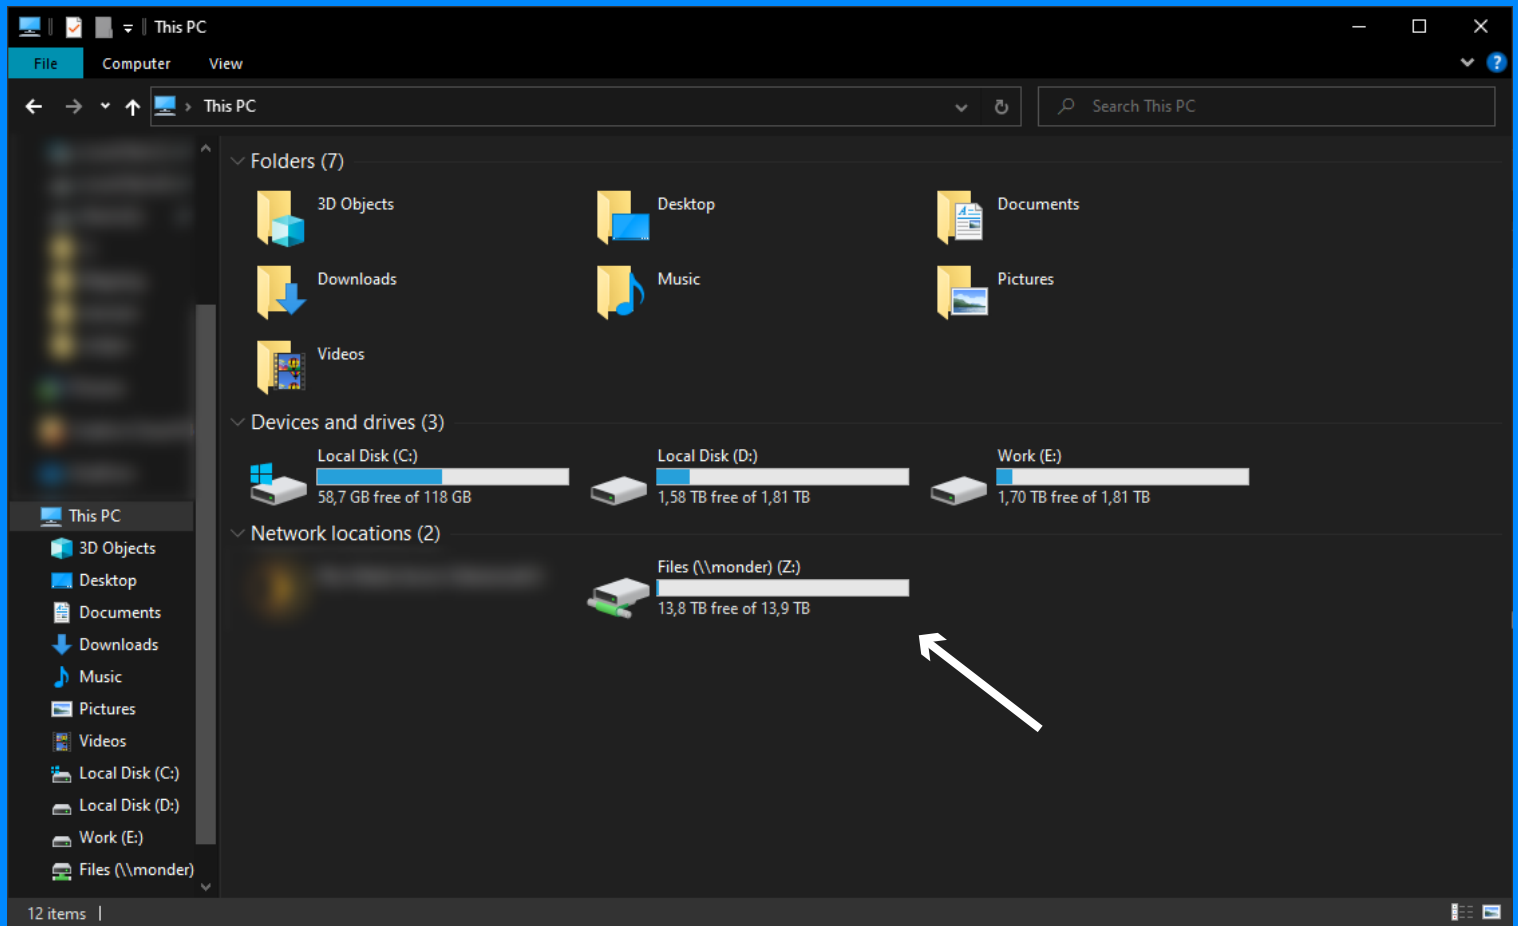 This PC
File Computer View
This PC
Search This PC
Folders (7)
3D Objects
Desktop
Documents
Downloads
Music
Pictures
Videos
Devices and drives (3)
Local Disk (C:)
58,7 GB free of 118 GB
Local Disk (D:)
1,58 TB free of 1,81 TB
Work (E:)
1,70 TB free of 1,81 TB
Network locations (2)
Files (\\monder) (Z:)
13,8 TB free of 13,9 TB
This PC
3D Objects
Desktop
Documents
Downloads
Music
Pictures
Videos
Local Disk (C:)
Local Disk (D:)
Work (E:)
Files (\\monder)
12 items